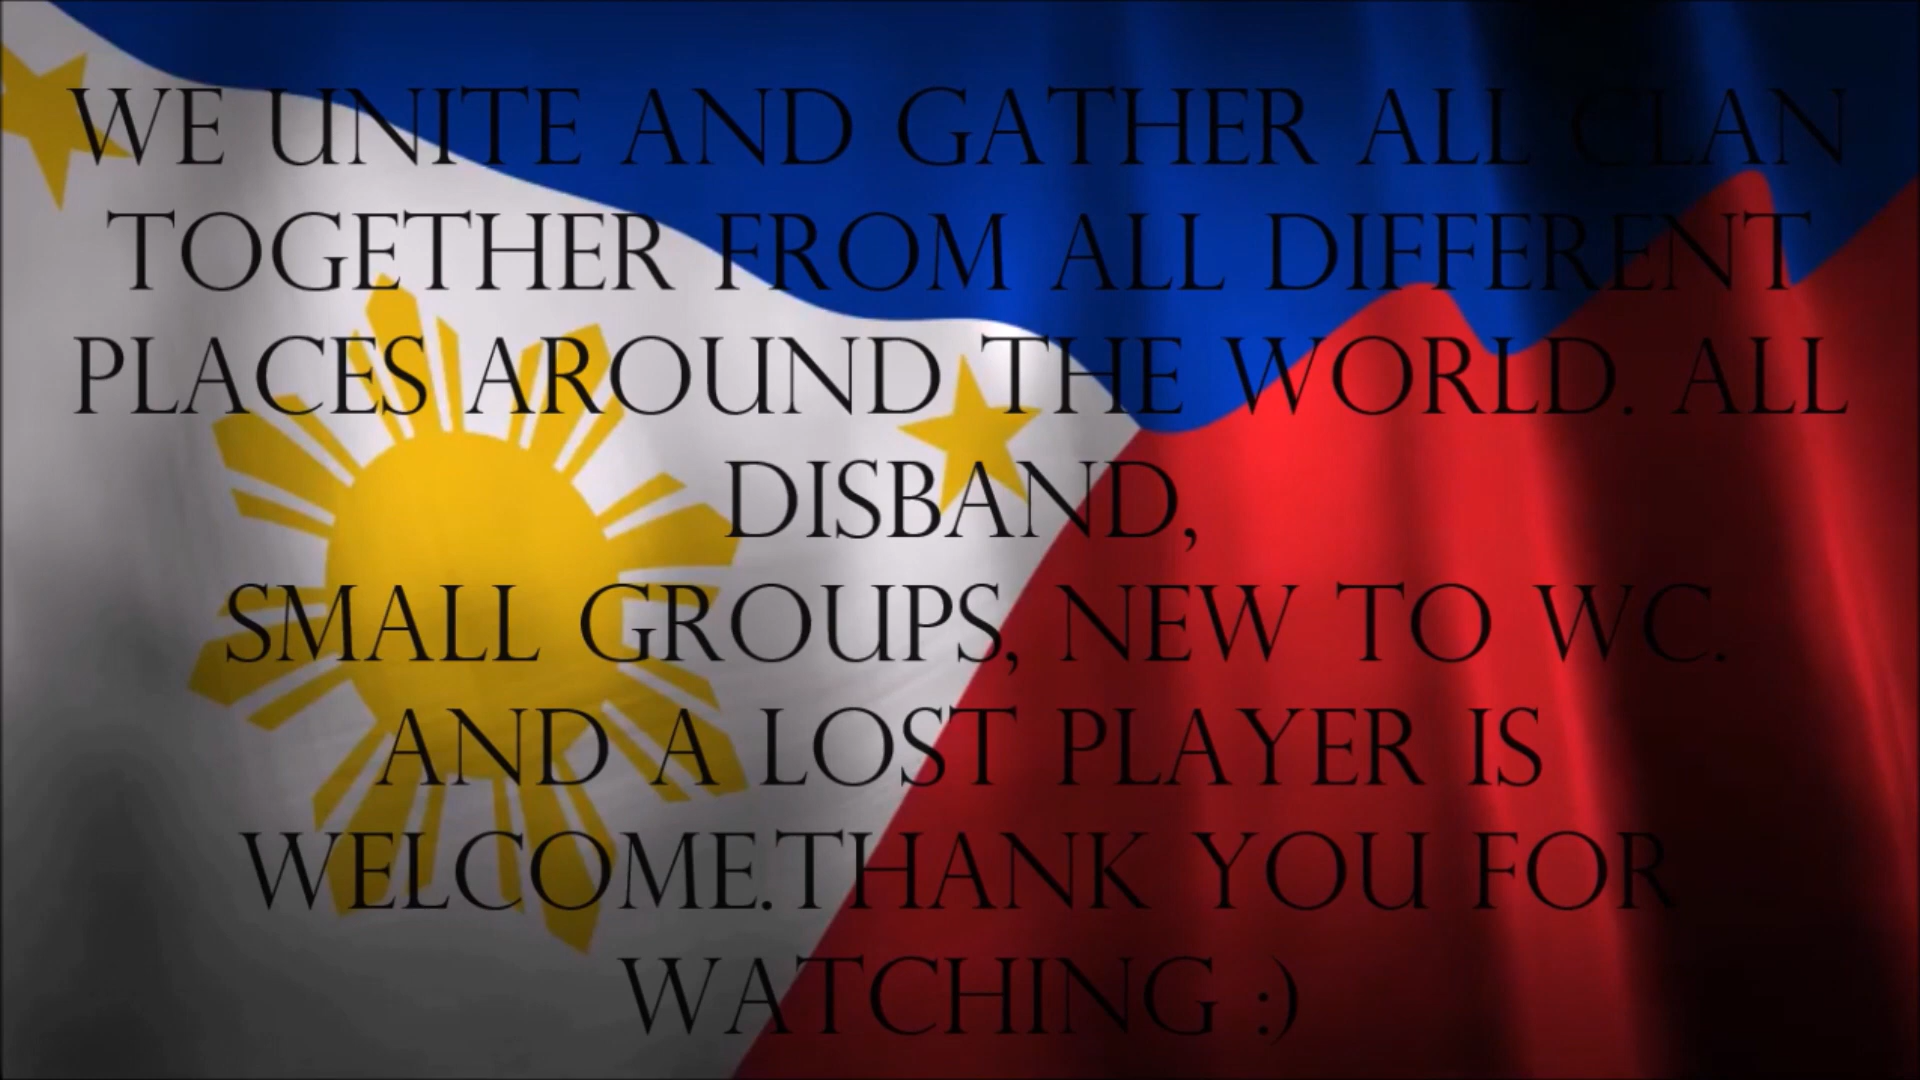 WE UNITE AND GATHER ALL CLAN
TOGETHER FROM ALL DIFFERENT
PLACES AROUND THE WORLD. ALL
DISBAND,
SMALL GROUPS, NEW TO WC.
AND A LOST PLAYER IS
WELCOME.THANK YOU FOR
WATCHING :)